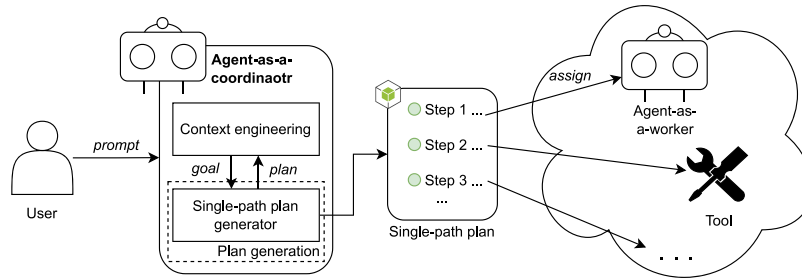 Agent-as-a-
coordinaotr
Context engineering
goal
plan
Single-path plan
generator
Plan generation
prompt
User
Step 1 ...
Step 2 ...
Step 3 ...
...
Single-path plan
assign
Agent-as-
a-worker
Tool
. . .